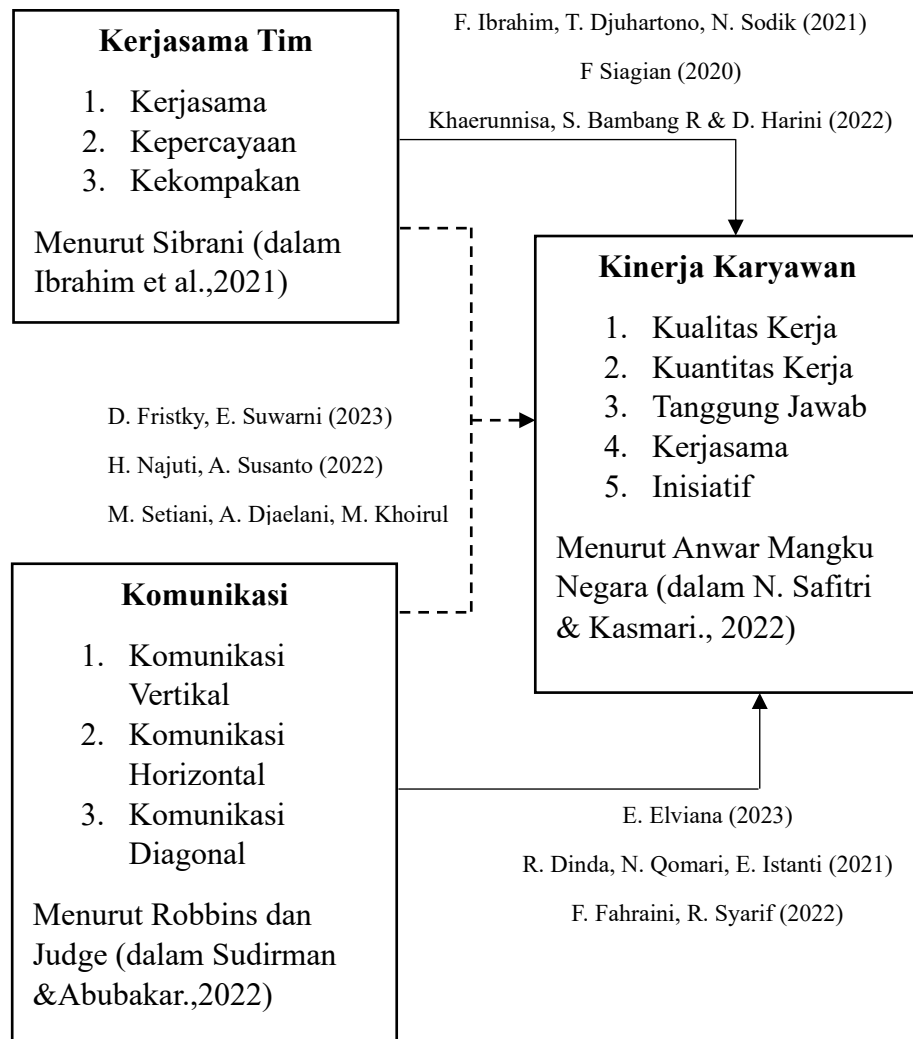 Kerjasama Tim
1. Kerjasama
2. Kepercayaan
3. Kekompakan
Menurut Sibrani (dalam
Ibrahim et al.,2021)
F. Ibrahim, T. Djuhartono, N. Sodik (2021)
F Siagian (2020)
Khaerunnisa, S. Bambang R & D. Harini (2022)
Kinerja Karyawan
1. Kualitas Kerja
2. Kuantitas Kerja
3. Tanggung Jawab
4. Kerjasama
5. Inisiatif
Menurut Anwar Mangku
Negara (dalam N. Safitri
& Kasmari., 2022)
D. Fristky, E. Suwarni (2023)
H. Najuti, A. Susanto (2022)
M. Setiani, A. Djaelani, M. Khoirul
Komunikasi
1. Komunikasi
Vertikal
2. Komunikasi
Horizontal
3. Komunikasi
Diagonal
Menurut Robbins dan
Judge (dalam Sudirman
&Abubakar.,2022)
E. Elviana (2023)
R. Dinda, N. Qomari, E. Istanti (2021)
F. Fahraini, R. Syarif (2022)